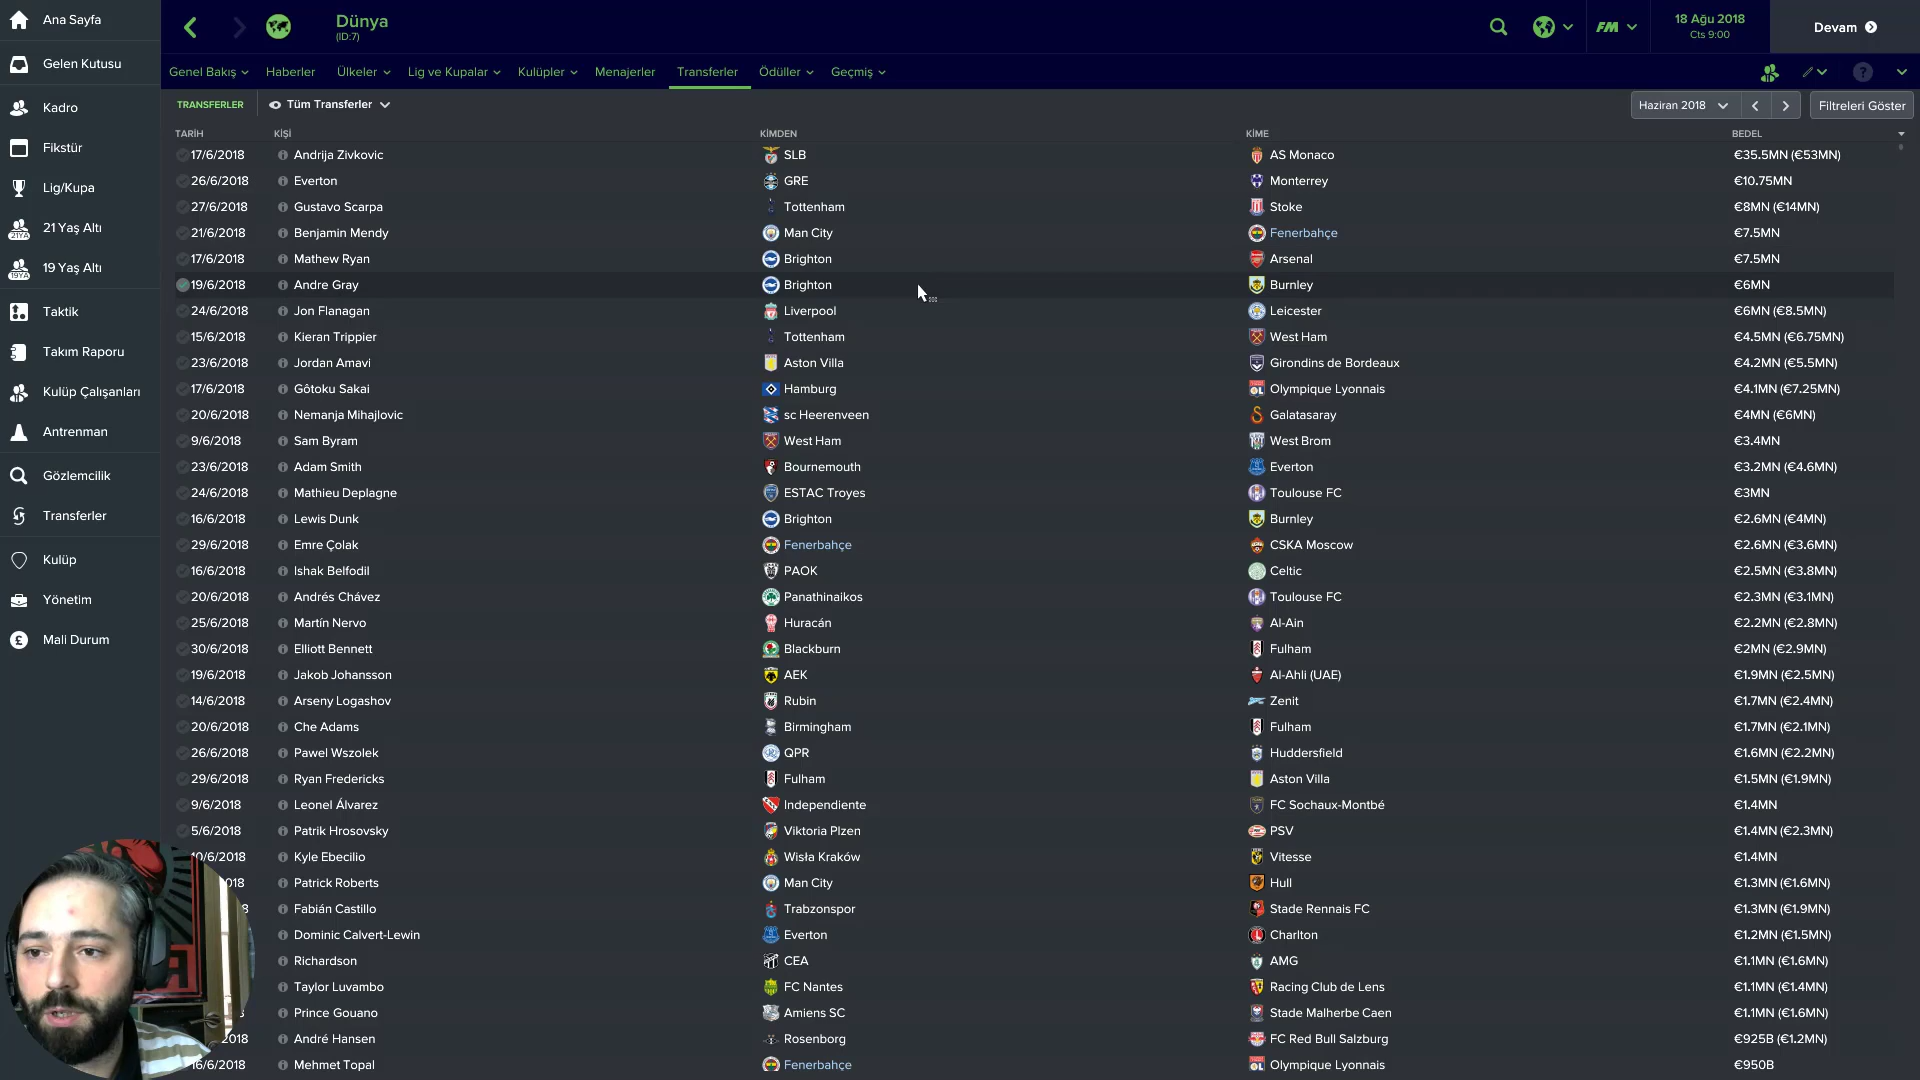 Ana Sayfa
Gelen Kutusu
Kadro
Fikstür
Lig/Kupa
21 Yaş Altı
19 Yaş Altı
Taktik
Takım Raporu
Kulüp Çalışanları
Antrenman
Gözlemcilik
Transferler
Kulüp
Yönetim
Mali Durum
Dünya
(ID:7)
FM
18 Ağu 2018
Cts 9:00
Devam
Genel Bakış Haberler Ülkeler Lig ve Kupalar Kulüpler Menajerler Transferler Ödüller Geçmiş
TRANSFERLER Tüm Transferler Haziran 2018 Filtreleri Göster
TARİH KİŞİ KİMDEN KİME BEDEL
17/6/2018 Andrija Zivkovic SLB AS Monaco €35.5MN (€53MN)
26/6/2018 Everton GRE Monterrey €10.75MN
27/6/2018 Gustavo Scarpa Tottenham Stoke €8MN (€14MN)
21/6/2018 Benjamin Mendy Man City Fenerbahçe €7.5MN
17/6/2018 Mathew Ryan Brighton Arsenal €7.5MN
19/6/2018 Andre Gray Brighton Burnley €6MN
24/6/2018 Jon Flanagan Liverpool Leicester €6MN (€8.5MN)
15/6/2018 Kieran Trippier Tottenham West Ham €4.5MN (€6.75MN)
23/6/2018 Jordan Amavi Aston Villa Girondins de Bordeaux €4.2MN (€5.5MN)
17/6/2018 Gôtoku Sakai Hamburg Olympique Lyonnais €4.1MN (€7.25MN)
20/6/2018 Nemanja Mihajlovic sc Heerenveen Galatasaray €4MN (€6MN)
9/6/2018 Sam Byram West Ham West Brom €3.4MN
23/6/2018 Adam Smith Bournemouth Everton €3.2MN (€4.6MN)
24/6/2018 Mathieu Deplagne ESTAC Troyes Toulouse FC €3MN
16/6/2018 Lewis Dunk Brighton Burnley €2.6MN (€4MN)
29/6/2018 Emre Çolak Fenerbahçe CSKA Moscow €2.6MN (€3.6MN)
16/6/2018 Ishak Belfodil PAOK Celtic €2.5MN (€3.8MN)
20/6/2018 Andrés Chávez Panathinaikos Toulouse FC €2.3MN (€3.1MN)
25/6/2018 Martín Nervo Huracán Al-Ain €2.2MN (€2.8MN)
30/6/2018 Elliott Bennett Blackburn Fulham €2MN (€2.9MN)
19/6/2018 Jakob Johansson AEK Al-Ahli (UAE) €1.9MN (€2.5MN)
14/6/2018 Arseny Logashov Rubin Zenit €1.7MN (€2.4MN)
20/6/2018 Che Adams Birmingham Fulham €1.7MN (€2.1MN)
26/6/2018 Pawel Wszolek QPR Huddersfield €1.6MN (€2.2MN)
29/6/2018 Ryan Fredericks Fulham Aston Villa €1.5MN (€1.9MN)
9/6/2018 Leonel Álvarez Independiente FC Sochaux-Montbé €1.4MN
5/6/2018 Patrik Hrosovsky Viktoria Plzen PSV €1.4MN (€2.3MN)
10/6/2018 Kyle Ebecilio Wisła Kraków Vitesse €1.4MN
018 Patrick Roberts Man City Hull €1.3MN (€1.6MN)
8 Fabián Castillo Trabzonspor Stade Rennais FC €1.3MN (€1.9MN)
Dominic Calvert-Lewin Everton Charlton €1.2MN (€1.5MN)
Richardson CEA AMG €1.1MN (€1.6MN)
Taylor Luvambo FC Nantes Racing Club de Lens €1.1MN (€1.4MN)
Prince Gouano Amiens SC Stade Malherbe Caen €1.1MN (€1.6MN)
2018 André Hansen Rosenborg FC Red Bull Salzburg €925B (€1.2MN)
16/6/2018 Mehmet Topal Fenerbahçe Olympique Lyonnais €950B